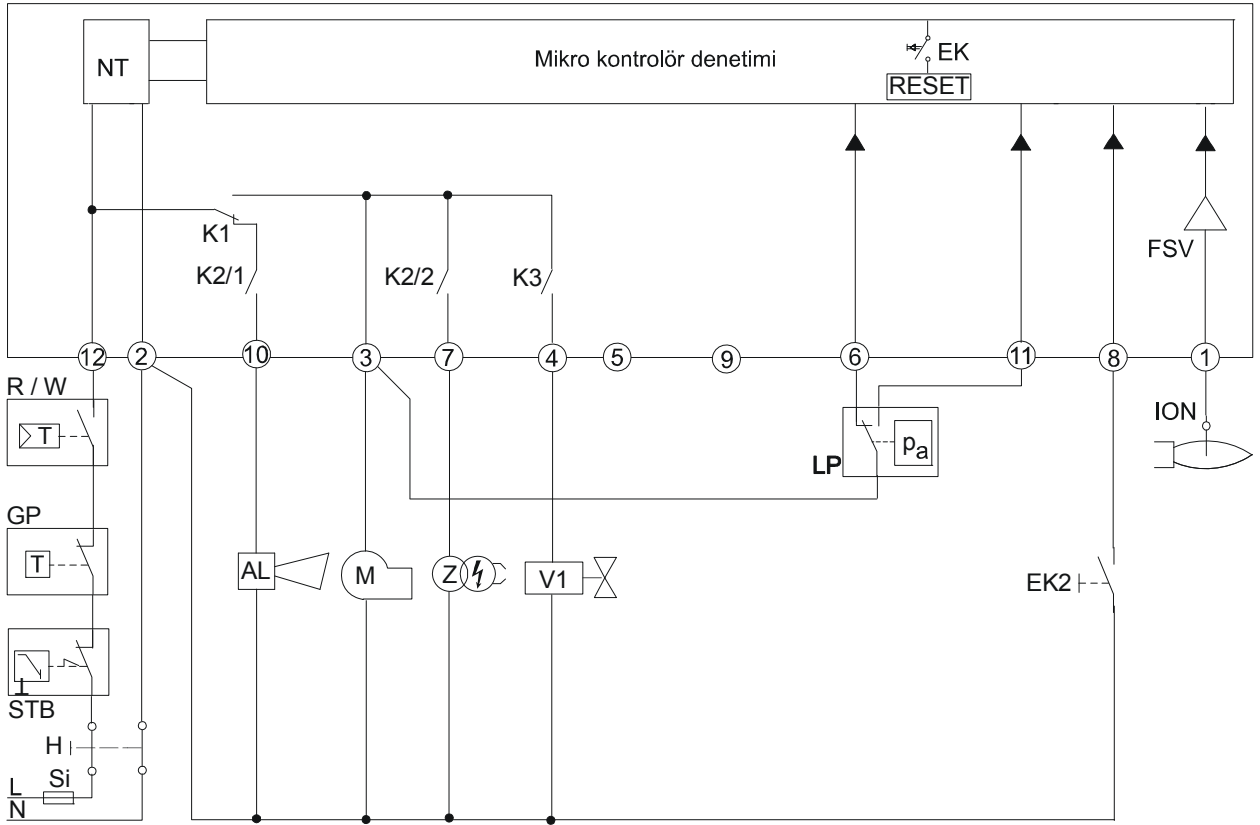 NT
Mikro kontrolör denetimi
EK
RESET
FSV
K1
K2/1
K2/2
K3
12
2
10
3
7
4
5
9
6
11
8
1
R / W
T
ION
LP
pa
GP
T
AL
M
Z
V1
EK2
STB
H
Si
L
N